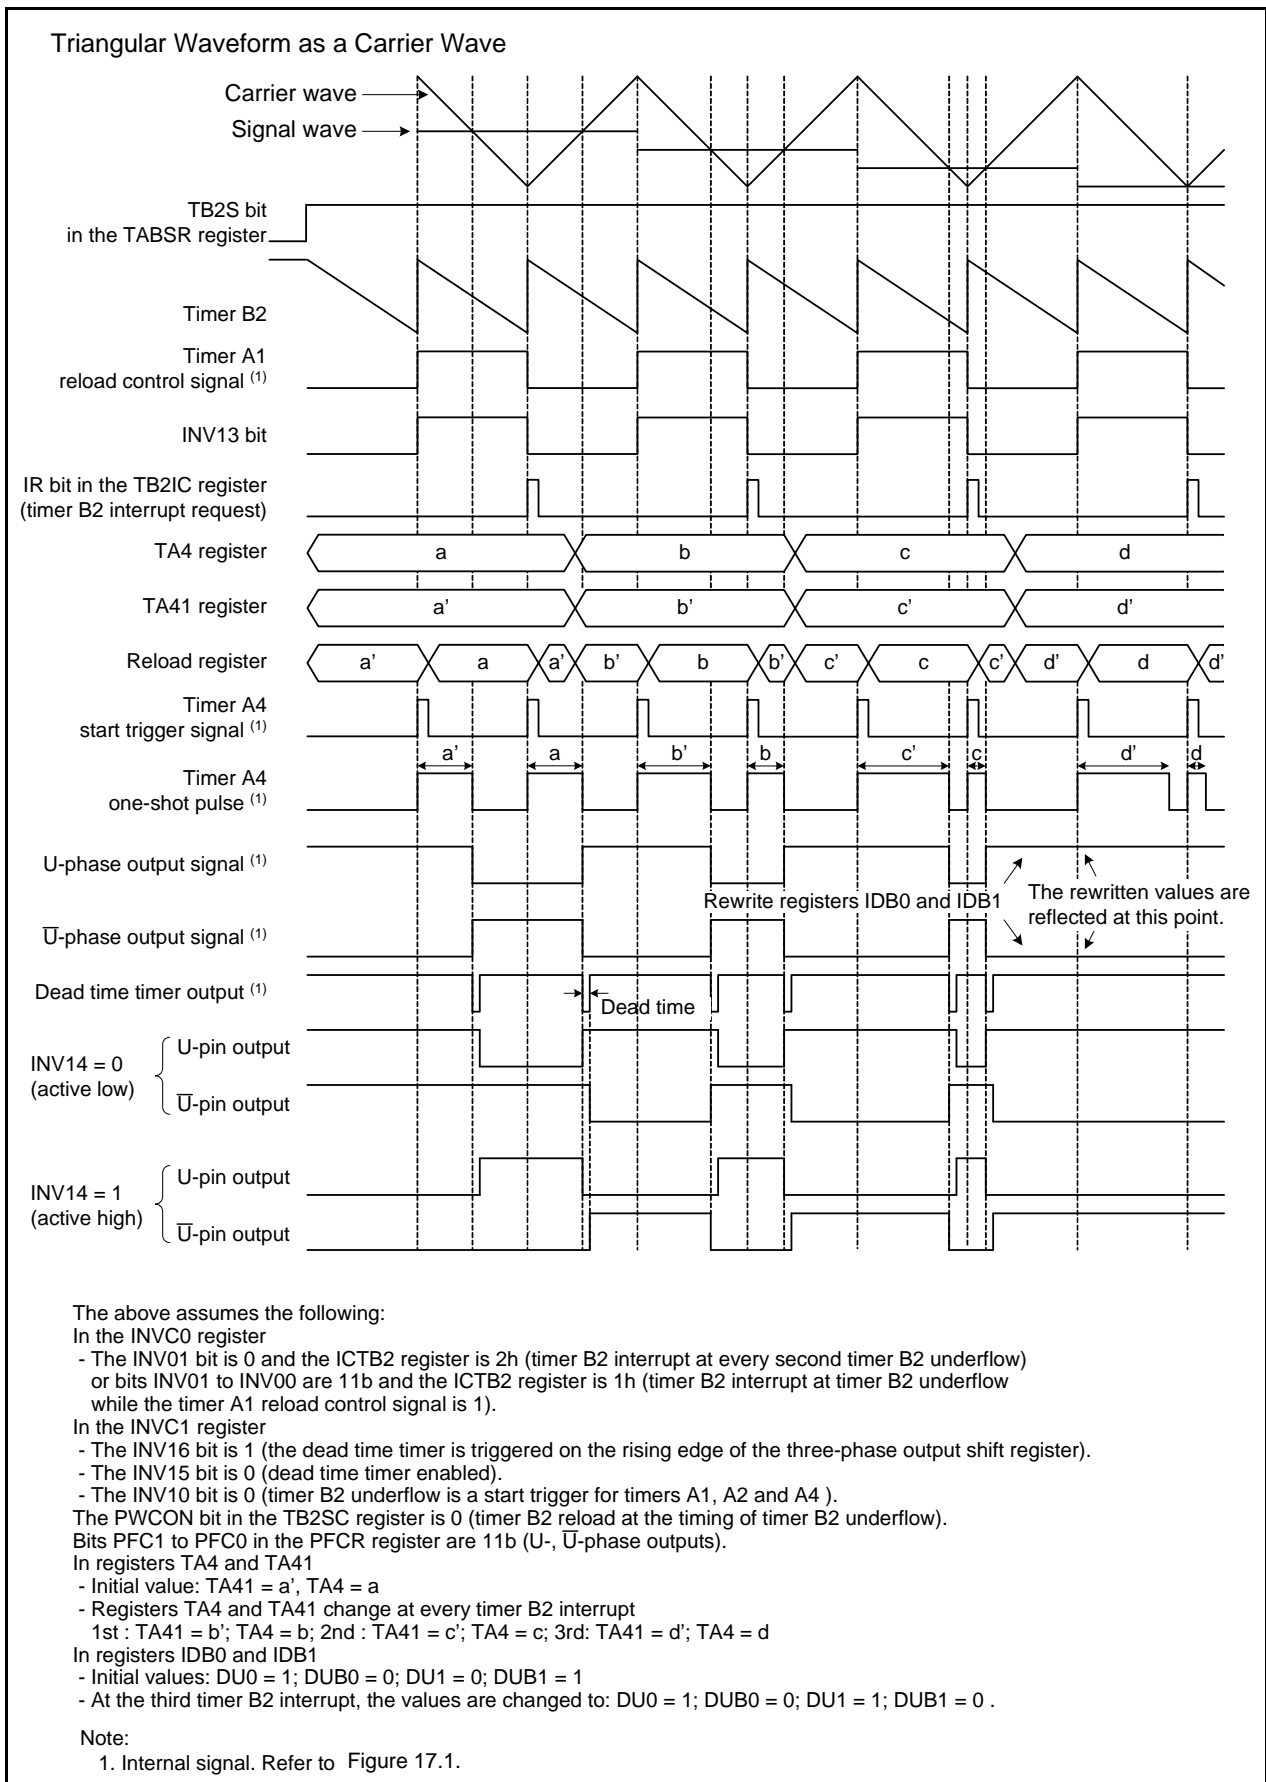 Triangular Waveform as a Carrier Wave
Carrier wave
Signal wave
TB2S bit
in the TABSR register
Timer B2
Timer A1
reload control signal (1)
INV13 bit
IR bit in the TB2IC register
(timer B2 interrupt request)
TA4 register
a b c d
TA41 register
a’ b’ c’ d’
Reload register
a’ a a’ b’ b b’ c’ c c’ d’ d d’
Timer A4
start trigger signal (1)
a’ a b’ b c’ c d’ d
Timer A4
one-shot pulse (1)
U-phase output signal (1)
Rewrite registers IDB0 and IDB1
The rewritten values are
reflected at this point.
U̅-phase output signal (1)
Dead time timer output (1)
Dead time
INV14 = 0
(active low)
U-pin output
U̅-pin output
INV14 = 1
(active high)
U-pin output
U̅-pin output
The above assumes the following:
In the INVC0 register
- The INV01 bit is 0 and the ICTB2 register is 2h (timer B2 interrupt at every second timer B2 underflow)
or bits INV01 to INV00 are 11b and the ICTB2 register is 1h (timer B2 interrupt at timer B2 underflow
while the timer A1 reload control signal is 1).
In the INVC1 register
- The INV16 bit is 1 (the dead time timer is triggered on the rising edge of the three-phase output shift register).
- The INV15 bit is 0 (dead time timer enabled).
- The INV10 bit is 0 (timer B2 underflow is a start trigger for timers A1, A2 and A4 ).
The PWCON bit in the TB2SC register is 0 (timer B2 reload at the timing of timer B2 underflow).
Bits PFC1 to PFC0 in the PFCR register are 11b (U-, U̅-phase outputs).
In registers TA4 and TA41
- Initial value: TA41 = a’, TA4 = a
- Registers TA4 and TA41 change at every timer B2 interrupt
1st : TA41 = b’; TA4 = b; 2nd : TA41 = c’; TA4 = c; 3rd: TA41 = d’; TA4 = d
In registers IDB0 and IDB1
- Initial values: DU0 = 1; DUB0 = 0; DU1 = 0; DUB1 = 1
- At the third timer B2 interrupt, the values are changed to: DU0 = 1; DUB0 = 0; DU1 = 1; DUB1 = 0 .
Note:
1. Internal signal. Refer to Figure 17.1.